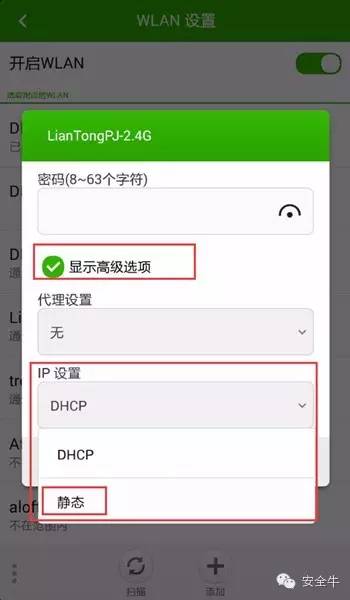 WLAN 设置
开启WLAN
选取附近的WLAN
LianTongPJ-2.4G
密码(8~63个字符)
显示高级选项
代理设置
无
IP 设置
DHCP
DHCP
静态
alof
不在范围内
扫描
添加
安全牛